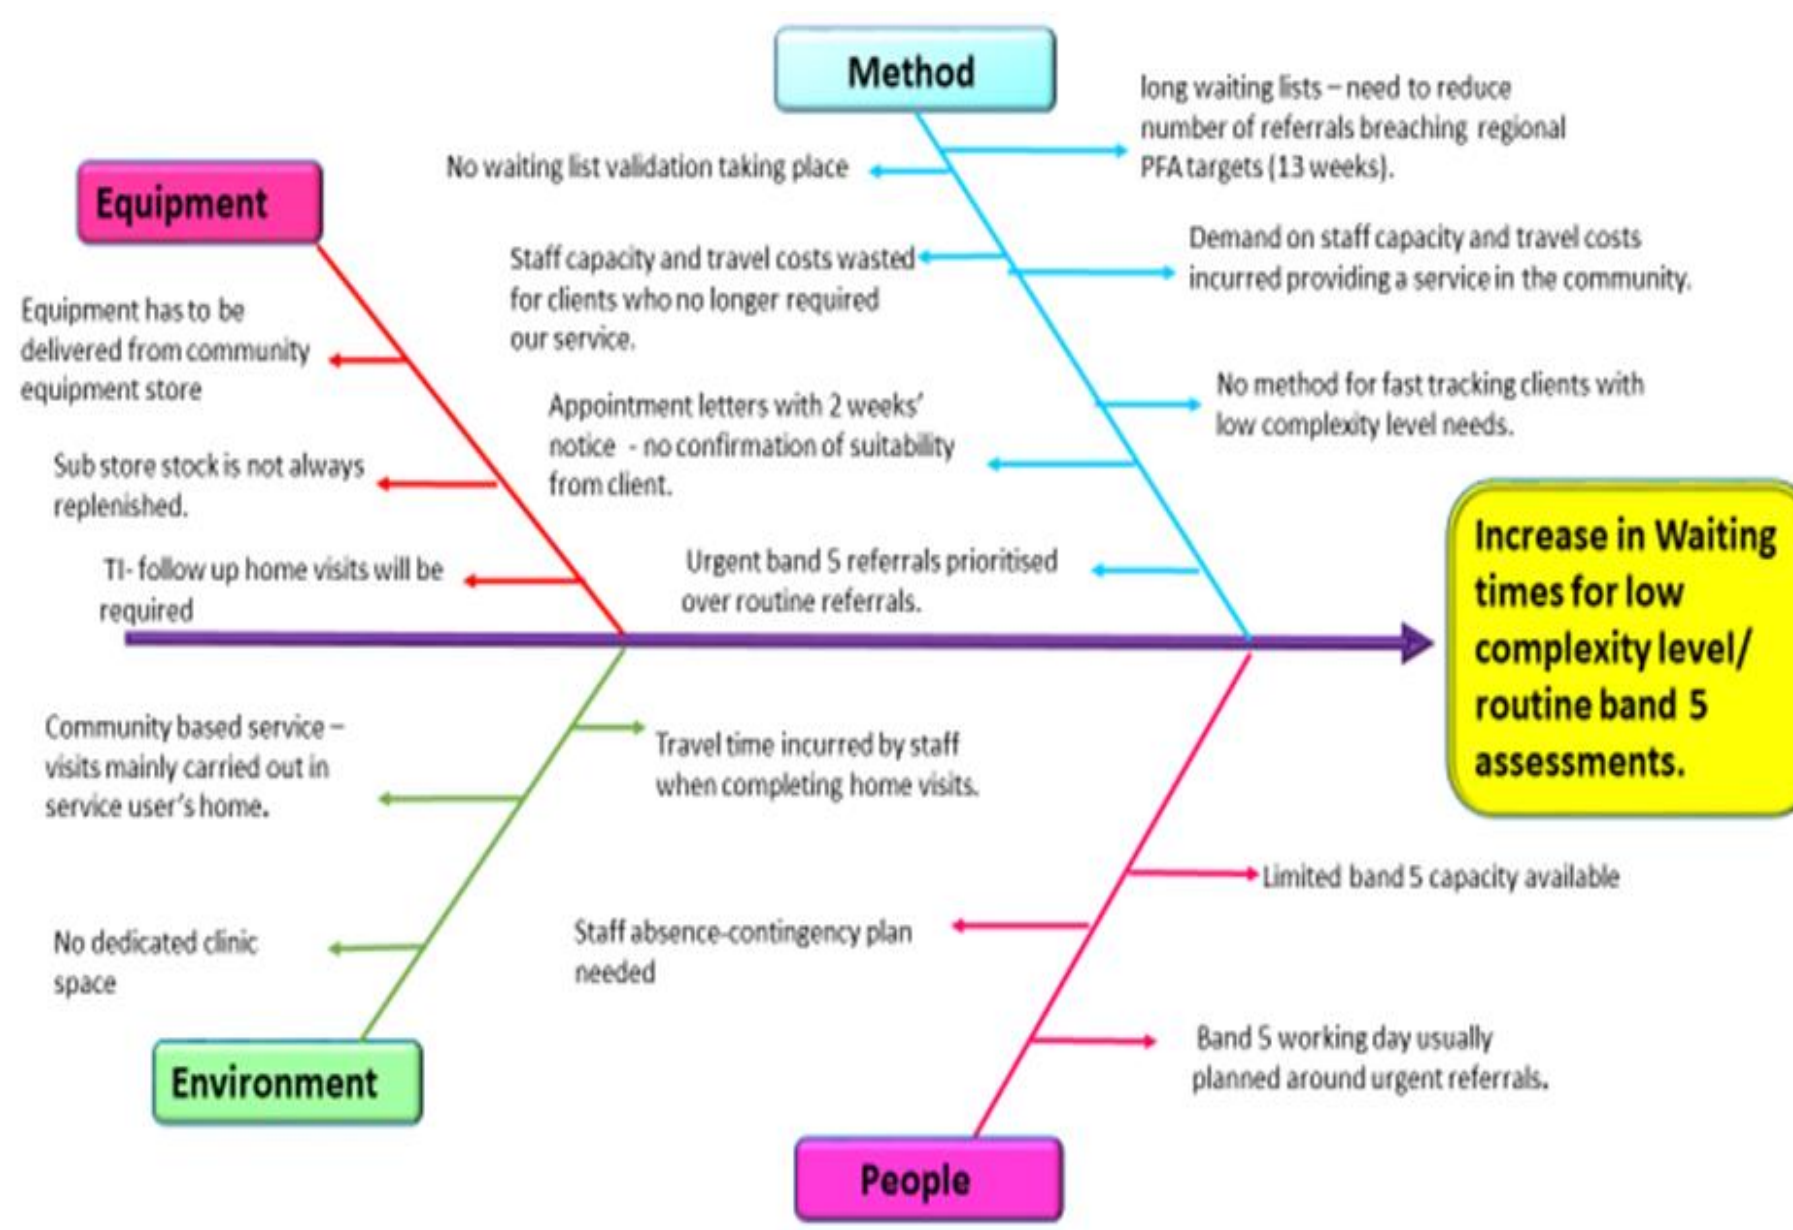 Method
long waiting lists – need to reduce
number of referrals breaching regional
PFA targets (13 weeks).
No waiting list validation taking place
Equipment
Staff capacity and travel costs wasted
for clients who no longer required
our service.
Demand on staff capacity and travel costs
incurred providing a service in the community.
Equipment has to be
delivered from community
equipment store
No method for fast tracking clients with
low complexity level needs.
Appointment letters with 2 weeks'
notice - no confirmation of suitability
from client.
Sub store stock is not always
replenished.
TI- follow up home visits will be
required
Urgent band 5 referrals prioritised
over routine referrals.
Increase in Waiting
times for low
complexity level/
routine band 5
assessments.
Community based service –
visits mainly carried out in
service user's home.
Travel time incurred by staff
when completing home visits.
Limited band 5 capacity available
Staff absence-contingency plan
needed
No dedicated clinic
space
Band 5 working day usually
planned around urgent referrals.
Environment
People